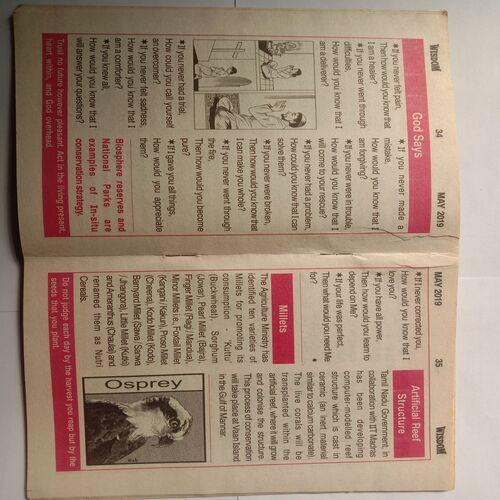 WISDOM 34 MAY 2019
God Says
✶ If you never felt pain,
Then how would you know that
I am a healer?
✶ If you never went through
difficulties
How would you know that I
am a deliverer?
✶ If you never had a trial,
How could you call yourself
an overcomer?
✶ If you never felt sadness,
How would you know that I
am a comforter?
✶ If you knew all,
How would you know that I
will answer your questions?
✶ If you never made a
mistake,
How would you know that I
am forgiving?
✶ If you never were in trouble,
How would you know that I
will come to your rescue?
✶ If you never had a problem,
How would you know that I can
solve them?
✶ If you never were broken,
Then how would you know that
I can make you whole?
✶ If you never went through
the fire,
Then how would you become
pure?
✶ If I gave you all things,
How would you appreciate
them?
Biosphere reserves and
National Parks are
examples of In-situ
conservation strategy.
Trust no future however pleasant. Act in the living present,
heart within, and God overhead.
MAY 2019 35 WISDOM
✶ If I never corrected you,
How would you know that I
love you?
✶ If you have all power,
Then how would you learn to
depend on Me?
✶ If your life was perfect,
Then what would you need Me
for? ✶
Millets
The Agriculture Ministry has
identified ten varieties of
Millets for promoting its
consumption - 'Kuttu'
(Buckwheat), Sorghum
(Jowar), Pearl Millet (Bajra),
Finger Millet (Ragi / Mandua),
Minor Millets i.e., Foxtail Millet
(Kangani / Kakun), Proso Millet
(Cheena), Kodo Millet (Kodo),
Barnyard Millet (Sawa / Sanwa
/ Jhangora), Little Millet (Kutki)
and Amaranthus (Chaulai) and
renamed them as Nutri
Cereals.
Artificial Reef
Structure
Tamil Nadu Government, in
collaboration with IIT Madras
has been developing
computer-modelled reef
structure which is cast in
ceramic (an inert material
similar to calcium carbonate).
The live corals will be
transplanted within the
artificial reef, where it will grow
and colonise the structure.
This process of conservation
will take place at Vaan Island
in the Gulf of Mannar.
Osprey
Do not judge each day by the harvest you reap but by the
seeds that you plant.